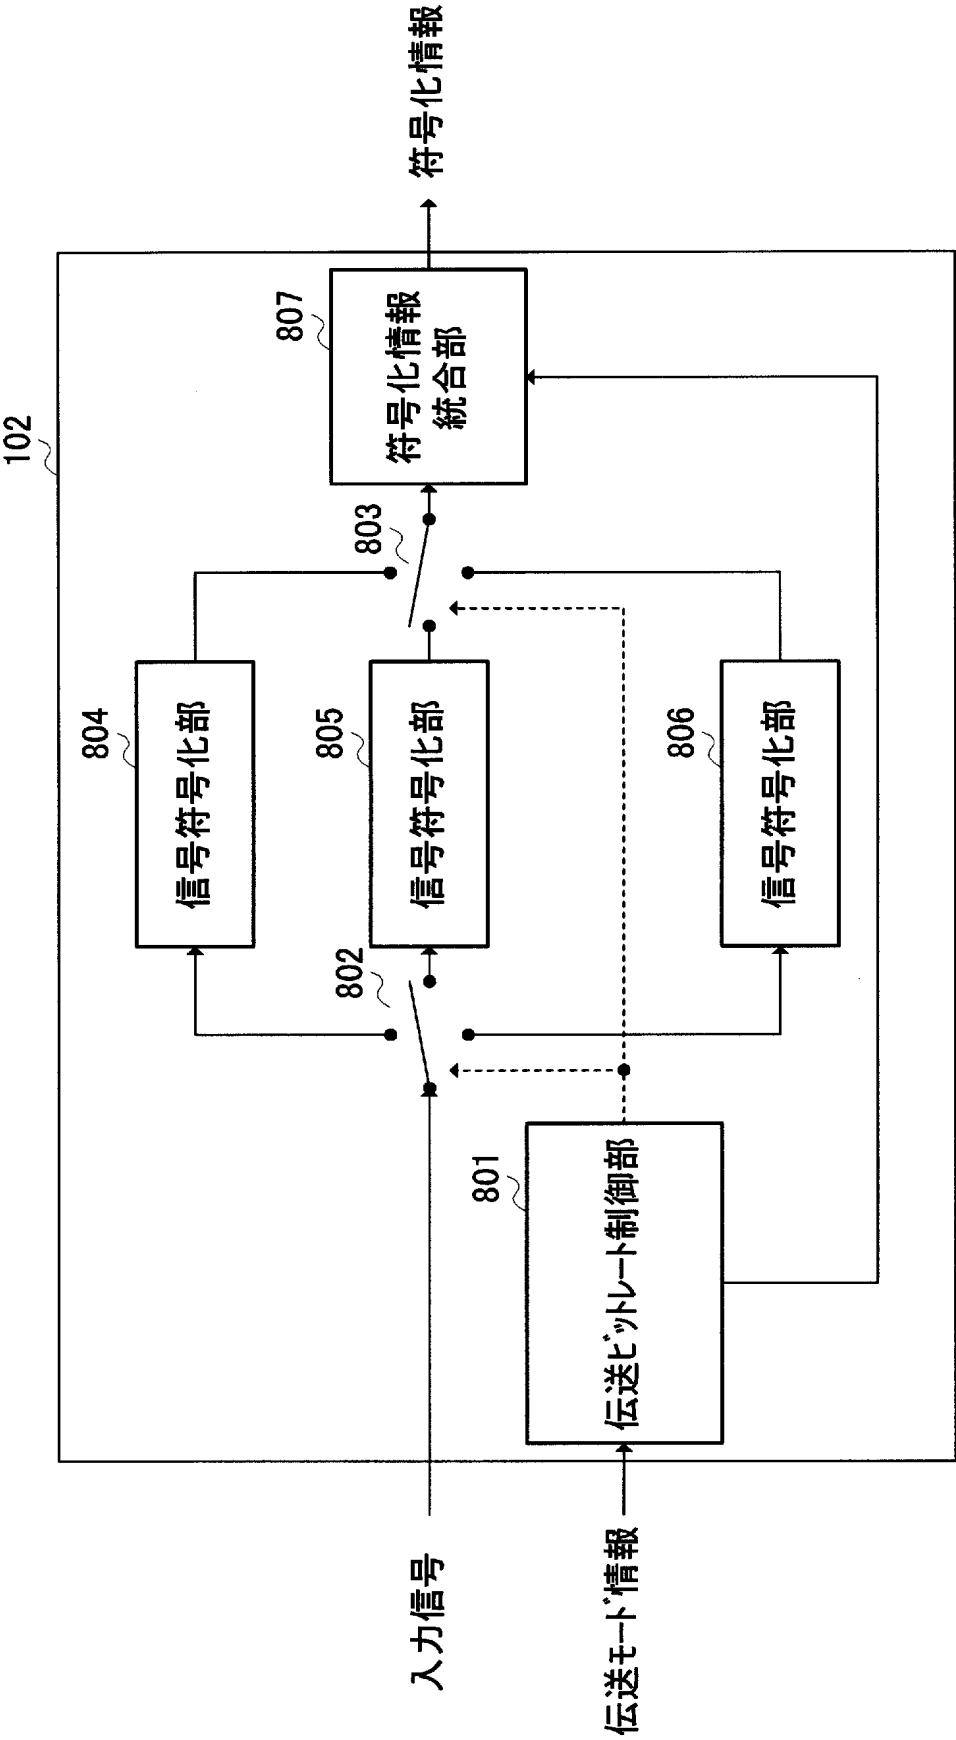 102
804
信号符号化部
802
805
信号符号化部
803
807
符号化情報
統合部
符号化情報
入力信号
801
伝送ビットレート制御部
伝送モード情報
806
信号符号化部